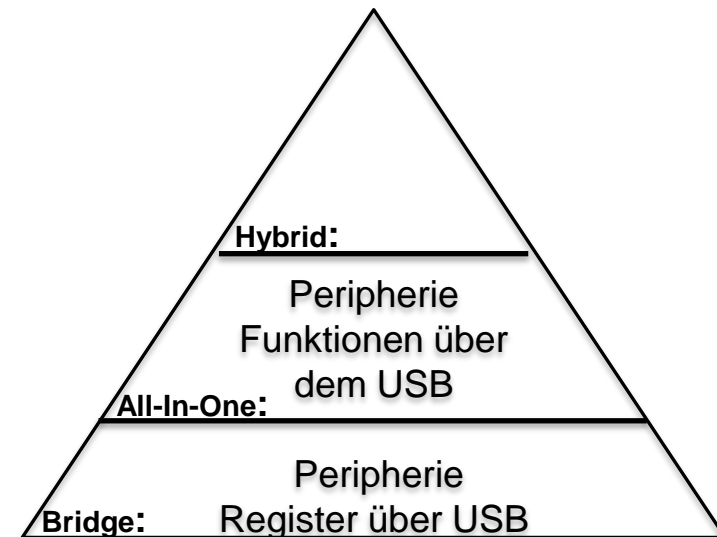 Hybrid:
Peripherie
Funktionen über
dem USB
All-In-One:
Peripherie
Bridge: Register über USB